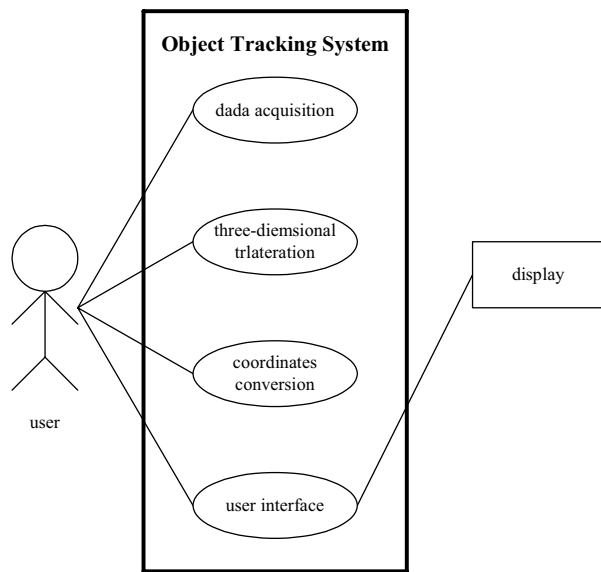 Object Tracking System
dada acquisition
three-diemsional
trlateration
display
coordinates
conversion
user
user interface